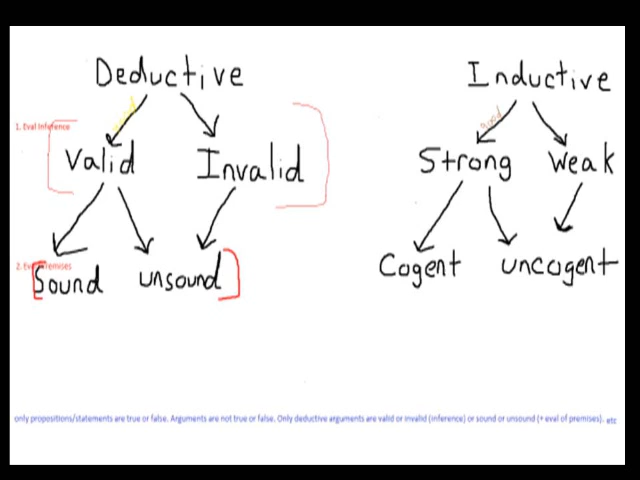 Deductive
Inductive
good
1. Eval Inference
Valid
Invalid
Strong
Weak
2. Eval Premises
Sound
unsound
Cogent
uncogent
only propositions/statements are true or false. Arguments are not true or false. Only deductive arguments are valid or invalid (inference) or sound or unsound (+ eval of premises). etc